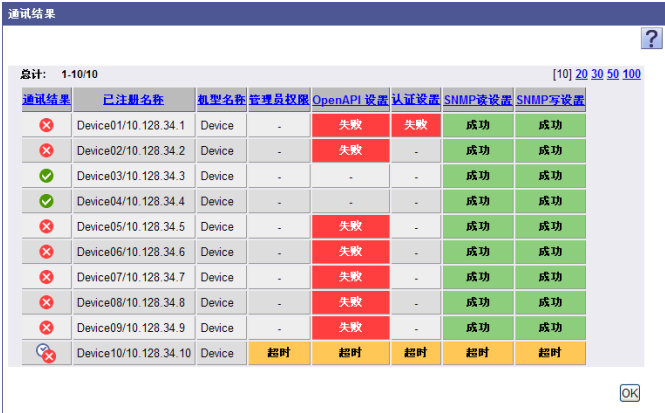 通讯结果
?
总计: 1-10/10 [10] 20 30 50 100
通讯结果 已注册名称 机型名称 管理员权限 OpenAPI 设置 认证设置 SNMP读设置 SNMP写设置
Device01/10.128.34.1 Device - 失败 失败 成功 成功
Device02/10.128.34.2 Device - 失败 - 成功 成功
Device03/10.128.34.3 Device - - - 成功 成功
Device04/10.128.34.4 Device - - - 成功 成功
Device05/10.128.34.5 Device - 失败 - 成功 成功
Device06/10.128.34.6 Device - 失败 - 成功 成功
Device07/10.128.34.7 Device - 失败 - 成功 成功
Device08/10.128.34.8 Device - 失败 - 成功 成功
Device09/10.128.34.9 Device - 失败 - 成功 成功
Device10/10.128.34.10 Device 超时 超时 超时 超时 超时
OK